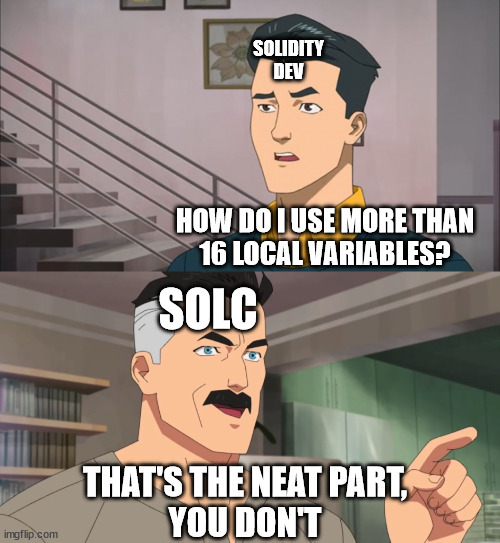 SOLIDITY
DEV
HOW DO I USE MORE THAN
16 LOCAL VARIABLES?
SOLC
THAT'S THE NEAT PART,
YOU DON'T
imgflip.com